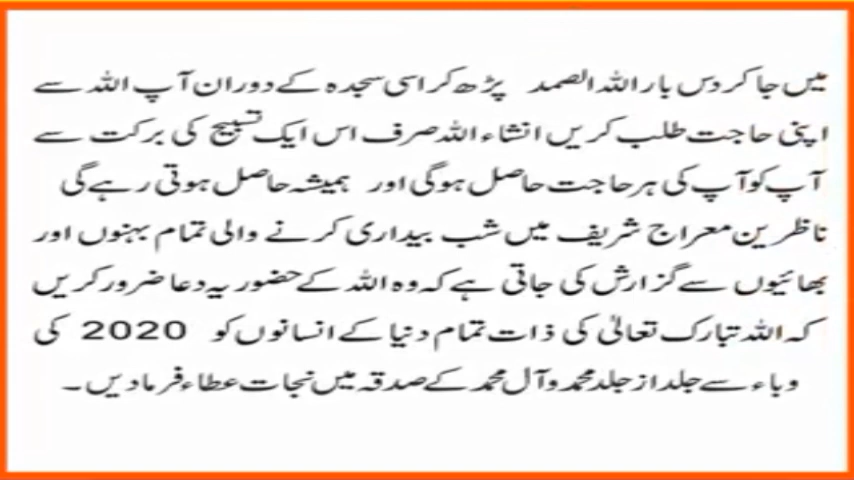 میں جا کر دس بار اللہ الصمد پڑھ کر اسی سجدہ کے دوران آپ اللہ سے
اپنی حاجت طلب کریں انشاء اللہ صرف اس ایک تسبیح کی برکت سے
آپ کو آپ کی ہر حاجت حاصل ہوگی اور ہمیشہ حاصل ہوتی رہے گی
ناظرین معراج شریف میں شب بیداری کرنے والی تمام بہنوں اور
بھائیوں سے گزارش کی جاتی ہے کہ وہ اللہ کے حضور یہ دعا ضرور کریں
کہ اللہ تبارک تعالیٰ کی ذات تمام دنیا کے انسانوں کو 2020 کی
وباء سے جلد از جلد محمد و آل محمد کے صدقہ میں نجات عطاء فرمادیں۔